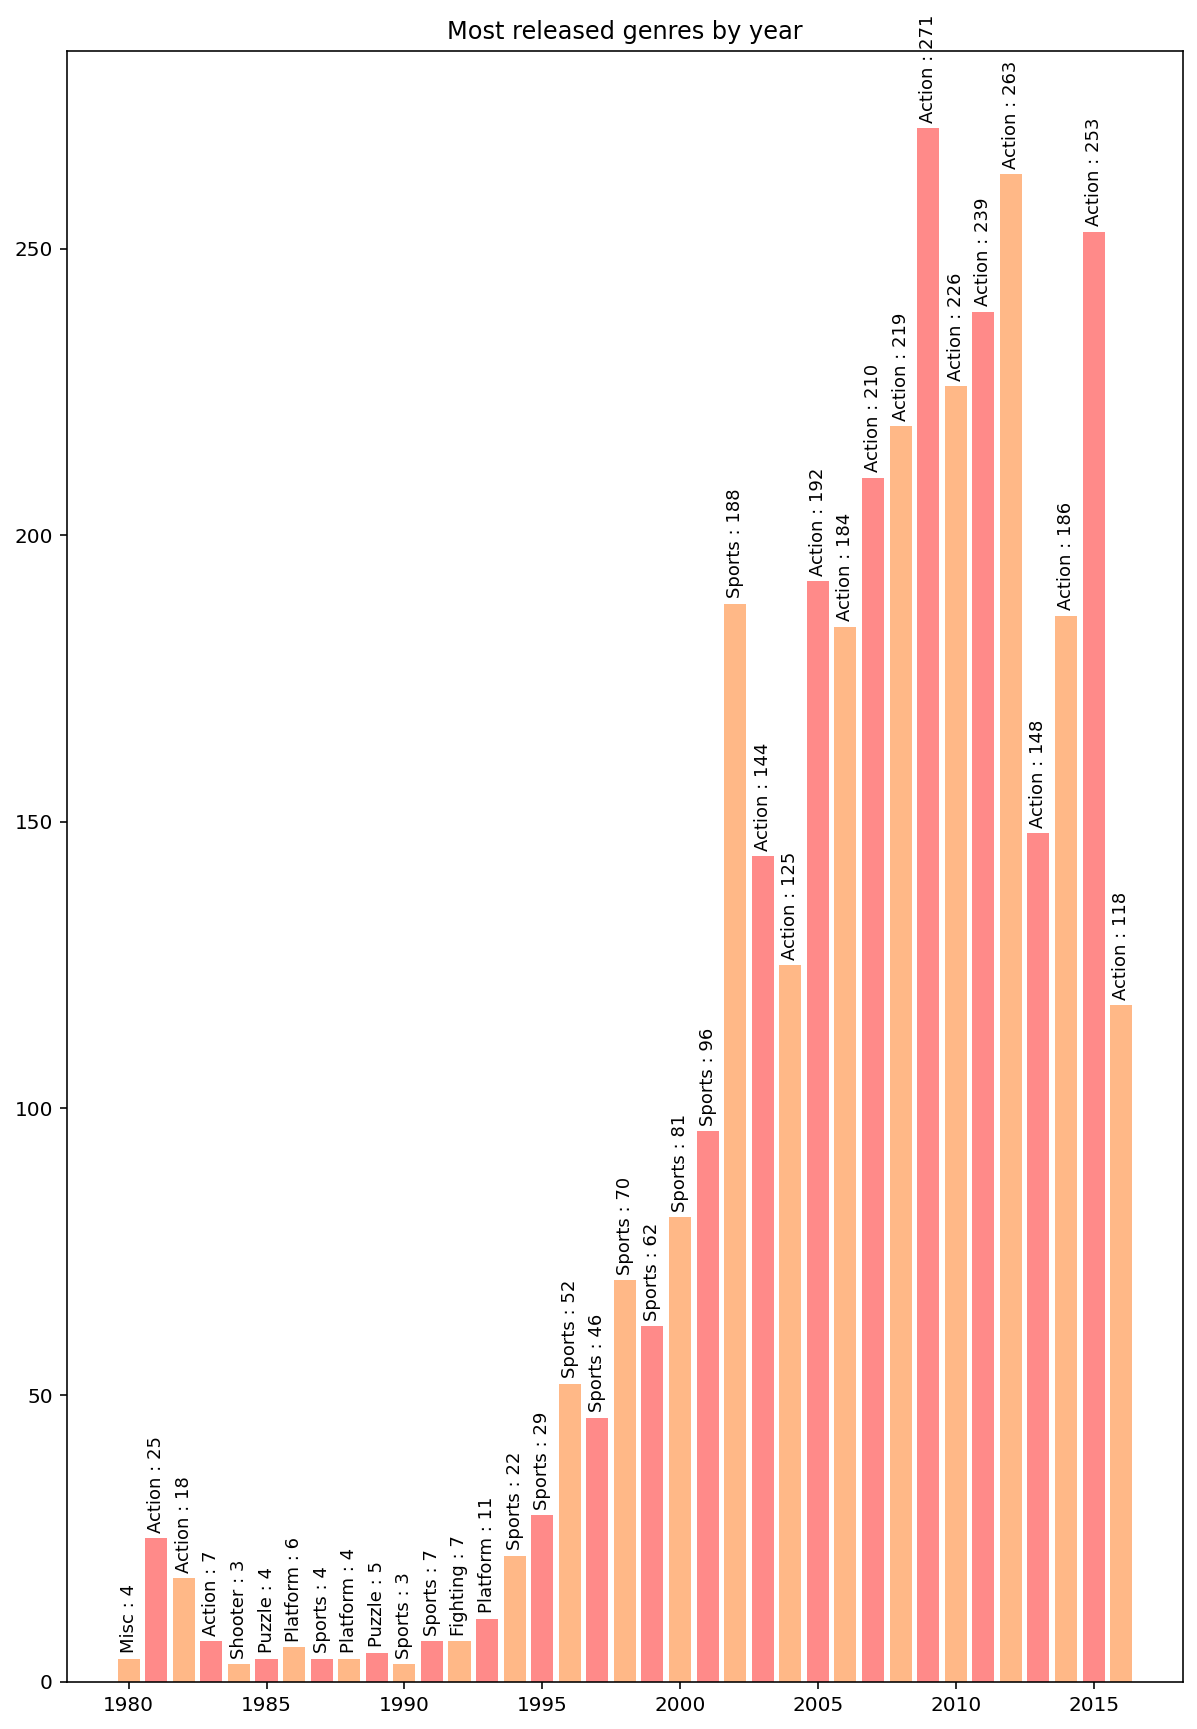 Most released genres by year
250
200
150
100
50
0
Misc : 4
Action : 25
Action : 18
Action : 7
Shooter : 3
Puzzle : 4
Platform : 6
Sports : 4
Platform : 4
Puzzle : 5
Sports : 3
Sports : 7
Fighting : 7
Platform : 11
Sports : 22
Sports : 29
Sports : 52
Sports : 46
Sports : 70
Sports : 62
Sports : 81
Sports : 96
Sports : 188
Action : 144
Action : 125
Action : 192
Action : 184
Action : 210
Action : 219
Action : 271
Action : 226
Action : 239
Action : 263
Action : 148
Action : 186
Action : 253
Action : 118
1980
1985
1990
1995
2000
2005
2010
2015